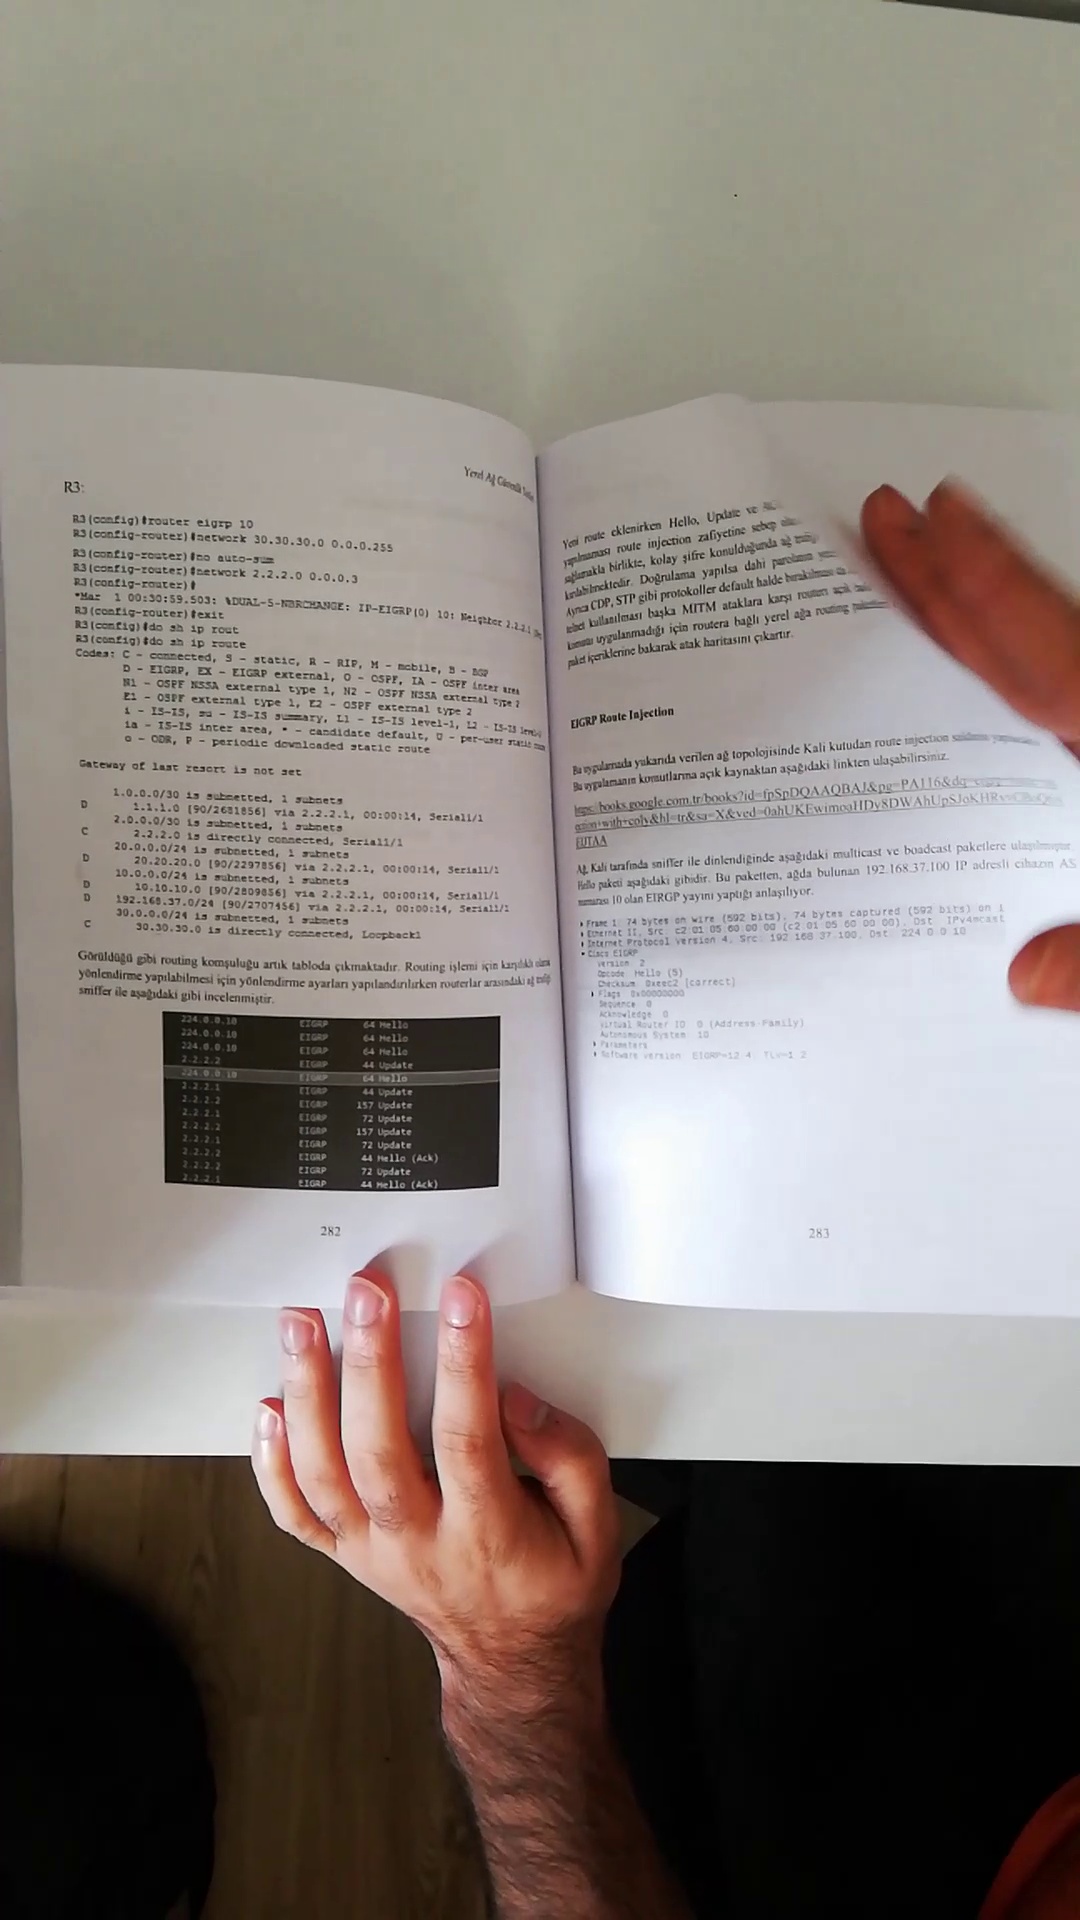 Yerel Ağ Güvenlik
R3:
R3(config)#router eigrp 10
R3(config-router)#network 30.30.30.0 0.0.0.255
R3(config-router)#no auto-sum
R3(config-router)#network 2.2.2.0 0.0.0.3
R3(config-router)#
*Mar 1 00:30:59.503: %DUAL-5-NBRCHANGE: IP-EIGRP(0) 10: Neighbor 2.2.2.1
R3(config-router)#exit
R3(config)#do sh ip rout
R3(config)#do sh ip route
Codes: C - connected, S - static, R - RIP, M - mobile, B - BGP
D - EIGRP, EX - EIGRP external, O - OSPF, IA - OSPF inter area
N1 - OSPF NSSA external type 1, N2 - OSPF NSSA external type 2
E1 - OSPF external type 1, E2 - OSPF external type 2
i - IS-IS, su - IS-IS summary, L1 - IS-IS level-1, L2 - IS-IS level-2
ia - IS-IS inter area, * - candidate default, U - per-user static
o - ODR, P - periodic downloaded static route
Gateway of last resort is not set
1.0.0.0/30 is subnetted, 1 subnets
D 1.1.1.0 [90/2681856] via 2.2.2.1, 00:00:14, Serial1/1
2.0.0.0/30 is subnetted, 1 subnets
C 2.2.2.0 is directly connected, Serial1/1
20.0.0.0/24 is subnetted, 1 subnets
D 20.20.20.0 [90/2297856] via 2.2.2.1, 00:00:14, Serial1/1
10.0.0.0/24 is subnetted, 1 subnets
D 10.10.10.0 [90/2809856] via 2.2.2.1, 00:00:14, Serial1/1
D 192.168.37.0/24 [90/2707456] via 2.2.2.1, 00:00:14, Serial1/1
30.0.0.0/24 is subnetted, 1 subnets
C 30.30.30.0 is directly connected, Loopback1
Görüldüğü gibi routing komşuluğu artık tabloda çıkmaktadır. Routing işlemi için karşılıklı olarak
yönlendirme yapılabilmesi için yönlendirme ayarları yapılandırılırken routerlar arasındaki ağ trafiği
sniffer ile aşağıdaki gibi incelenmiştir.
224.0.0.10 EIGRP 64 Hello
224.0.0.10 EIGRP 64 Hello
224.0.0.10 EIGRP 64 Hello
2.2.2.2 EIGRP 44 Update
224.0.0.10 EIGRP 64 Hello
2.2.2.1 EIGRP 44 Update
2.2.2.2 EIGRP 157 Update
2.2.2.1 EIGRP 72 Update
2.2.2.2 EIGRP 157 Update
2.2.2.1 EIGRP 72 Update
2.2.2.2 EIGRP 44 Hello (Ack)
2.2.2.2 EIGRP 72 Update
2.2.2.1 EIGRP 44 Hello (Ack)
282
Yeni route eklenirken Hello, Update ve
yapılmaması route injection zafiyetine sebep
sağlamakla birlikte, kolay şifre konulduğunda ağ
kırılabilmektedir. Doğrulama yapılsa dahi parolanın
Ayrıca CDP, STP gibi protokoller default halde bırakılması
telnet kullanılması başka MITM ataklara karşı routerı açık
komutu uygulanmadığı için routera bağlı yerel ağa routing
paket içeriklerine bakarak atak haritasını çıkartır.
EIGRP Route Injection
Bu uygulamada yukarıda verilen ağ topolojisinde Kali kutudan route injection saldırısı
Bu uygulamanın komutlarına açık kaynaktan aşağıdaki linkten ulaşabilirsiniz.
https://books.google.com.tr/books?id=fpSpDQAAQBAJ&pg=PA116&dq
EUTAA
Ağ, Kali tarafında sniffer ile dinlendiğinde aşağıdaki multicast ve boadcast paketlere ulaşılmıştır.
Hello paketi aşağıdaki gibidir. Bu paketten, ağda bulunan 192.168.37.100 IP adresli cihazın AS
numarası 10 olan EIRGP yayını yaptığı anlaşılıyor.
Frame 1: 74 bytes on wire (592 bits), 74 bytes captured (592 bits) on i
Ethernet II, Src: c2:01:05:60:00:00 (c2:01:05:60:00:00), Dst: IPv4mcast
Internet Protocol Version 4, Src: 192.168.37.100, Dst: 224.0.0.10
Cisco EIGRP
Version: 2
Opcode: Hello (5)
Checksum: 0xeec2 [correct]
Flags: 0x00000000
Sequence: 0
Acknowledge: 0
Virtual Router ID: 0 (Address-Family)
Autonomous System: 10
Parameters
Software Version: EIGRP=12.4, TLV=1.2
283